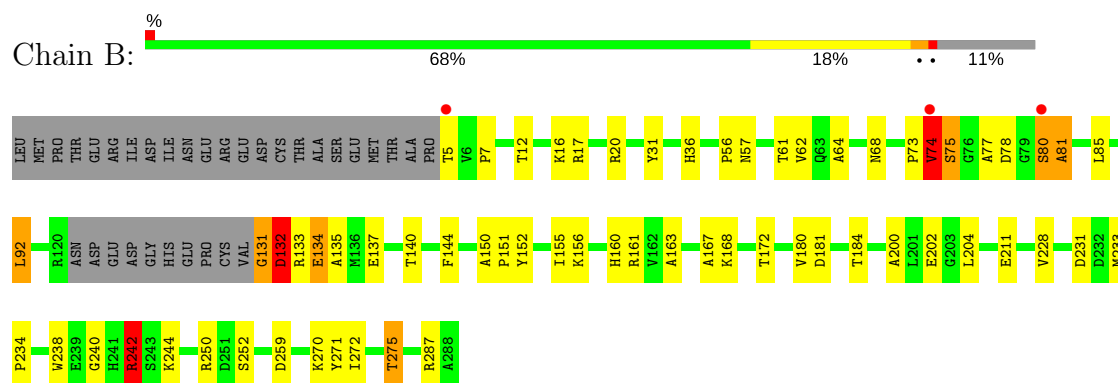 %
Chain B:
68% 18% • • 11%
LEU MET PRO THR GLU ARG ILE ASP ILE ASN GLU ARG GLU ASP CYS THR ALA SER GLU MET THR ALA PRO T5 V6 P7 T12 K16 R17 R20 Y31 H36 P56 N57 T61 V62 Q63 A64 N68 P73 V74 S75 G76 A77 D78 G79 S80 A81 L85
L92 R120 ASN ASP GLU ASP GLY HIS GLU PRO CYS VAL G131 D132 R133 E134 A135 M136 E137 T140 F144 A150 P151 Y152 I155 K156 H160 R161 V162 A163 A167 K168 T172 V180 D181 T184 A200 L201 E202 G203 L204 E211 V228 D231 D232 M233
P234 W238 E239 G240 H241 R242 S243 K244 R250 D251 S252 D259 K270 Y271 I272 T275 R287 A288